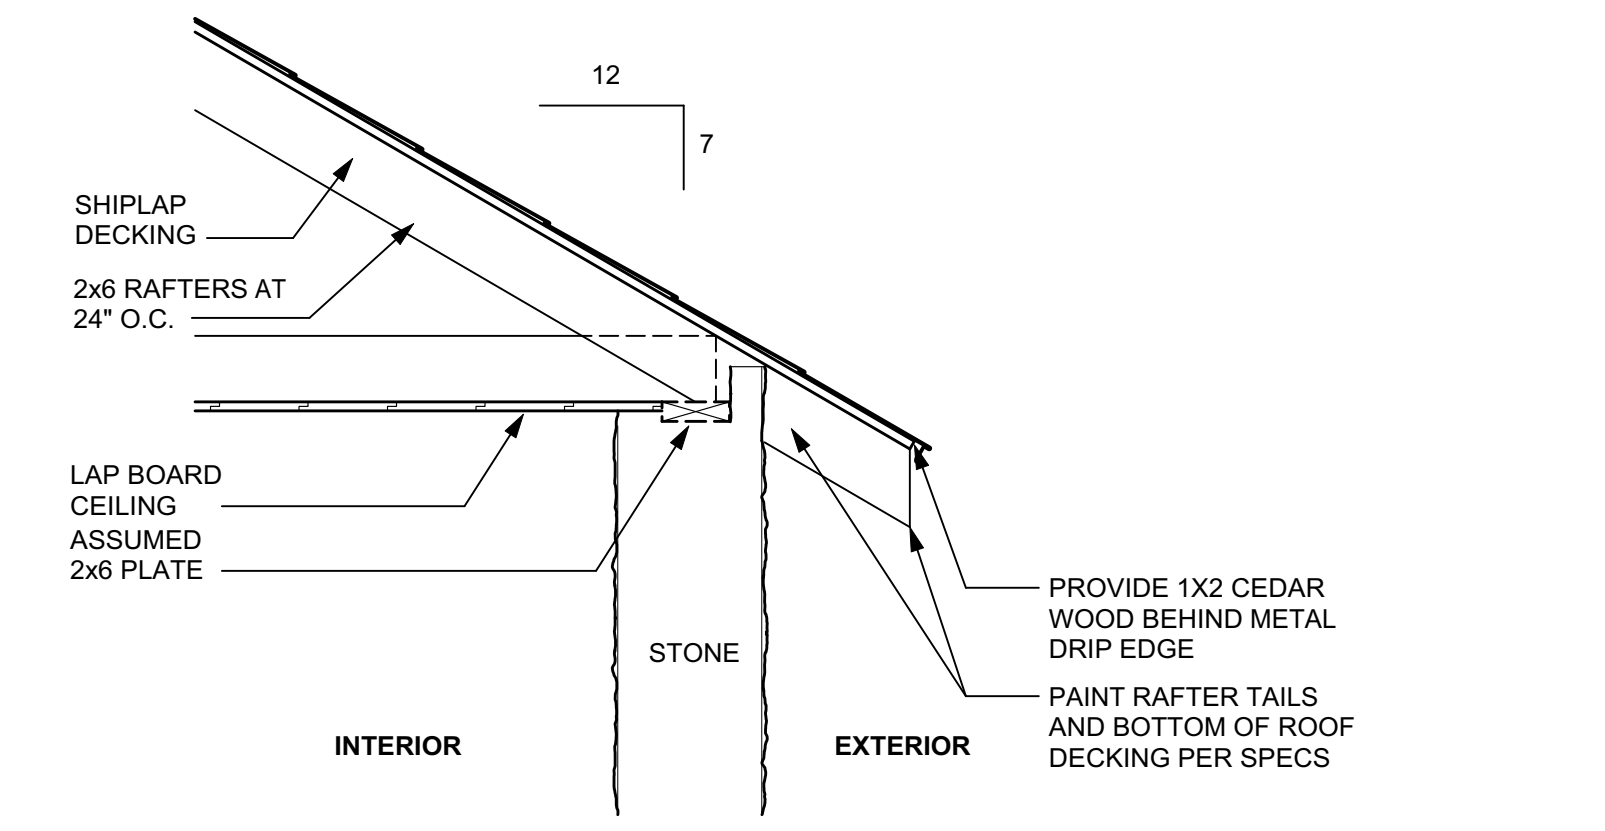 12
7
SHIPLAP
DECKING
2x6 RAFTERS AT
24" O.C.
LAP BOARD
CEILING
ASSUMED
2x6 PLATE
STONE
INTERIOR
EXTERIOR
PROVIDE 1X2 CEDAR
WOOD BEHIND METAL
DRIP EDGE
PAINT RAFTER TAILS
AND BOTTOM OF ROOF
DECKING PER SPECS